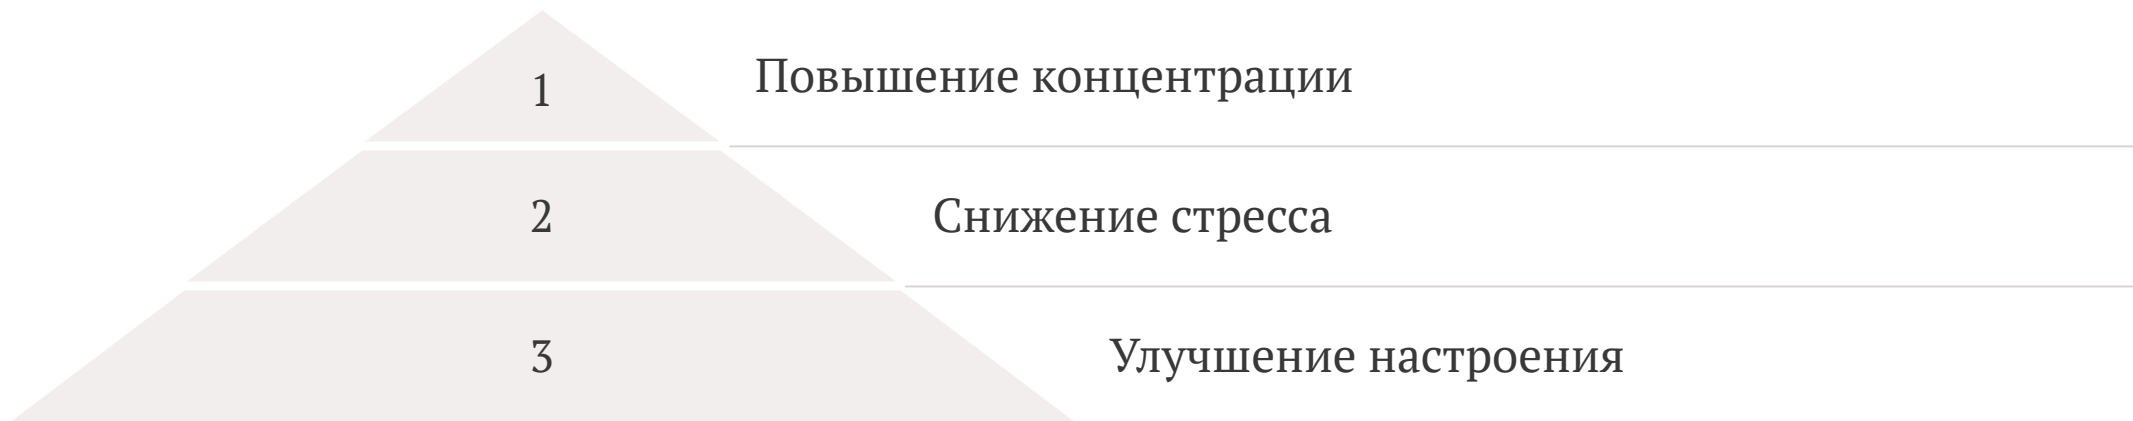 1
Повышение концентрации
2
Снижение стресса
3
Улучшение настроения